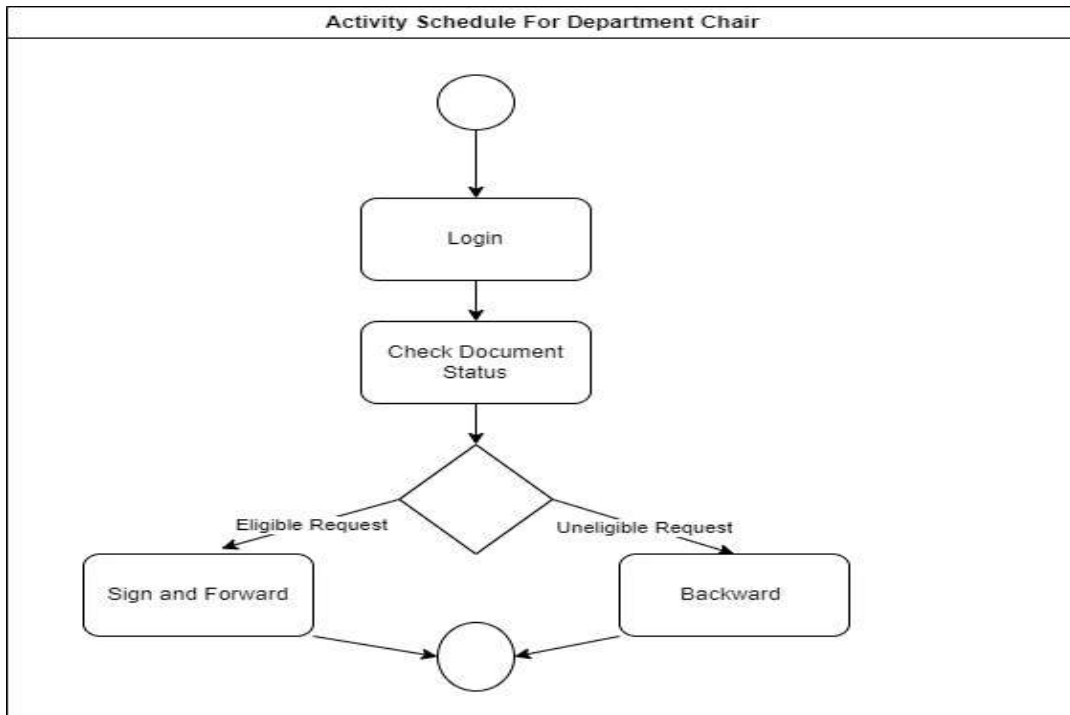 Activity Schedule For Department Chair
Login
Check Document
Status
Eligible Request
Uneligible Request
Sign and Forward
Backward